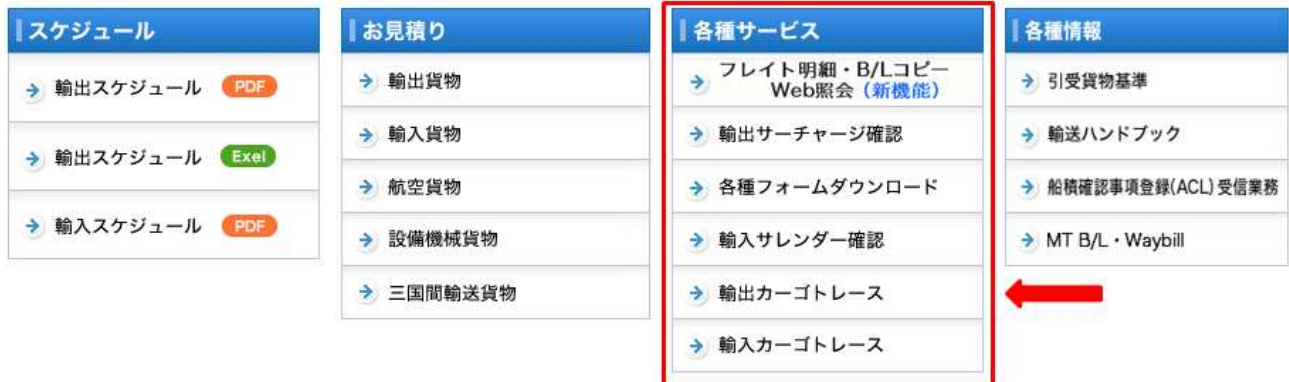 スケジュール
輸出スケジュール PDF
輸出スケジュール Exel
輸入スケジュール PDF
お見積り
輸出貨物
輸入貨物
航空貨物
設備機械貨物
三国間輸送貨物
各種サービス
フレイト明細・B/Lコピー
Web照会（新機能）
輸出サーチャージ確認
各種フォームダウンロード
輸入サレンダー確認
輸出カーゴトレース
輸入カーゴトレース
各種情報
引受貨物基準
輸送ハンドブック
船積確認事項登録(ACL)受信業務
MT B/L・Waybill